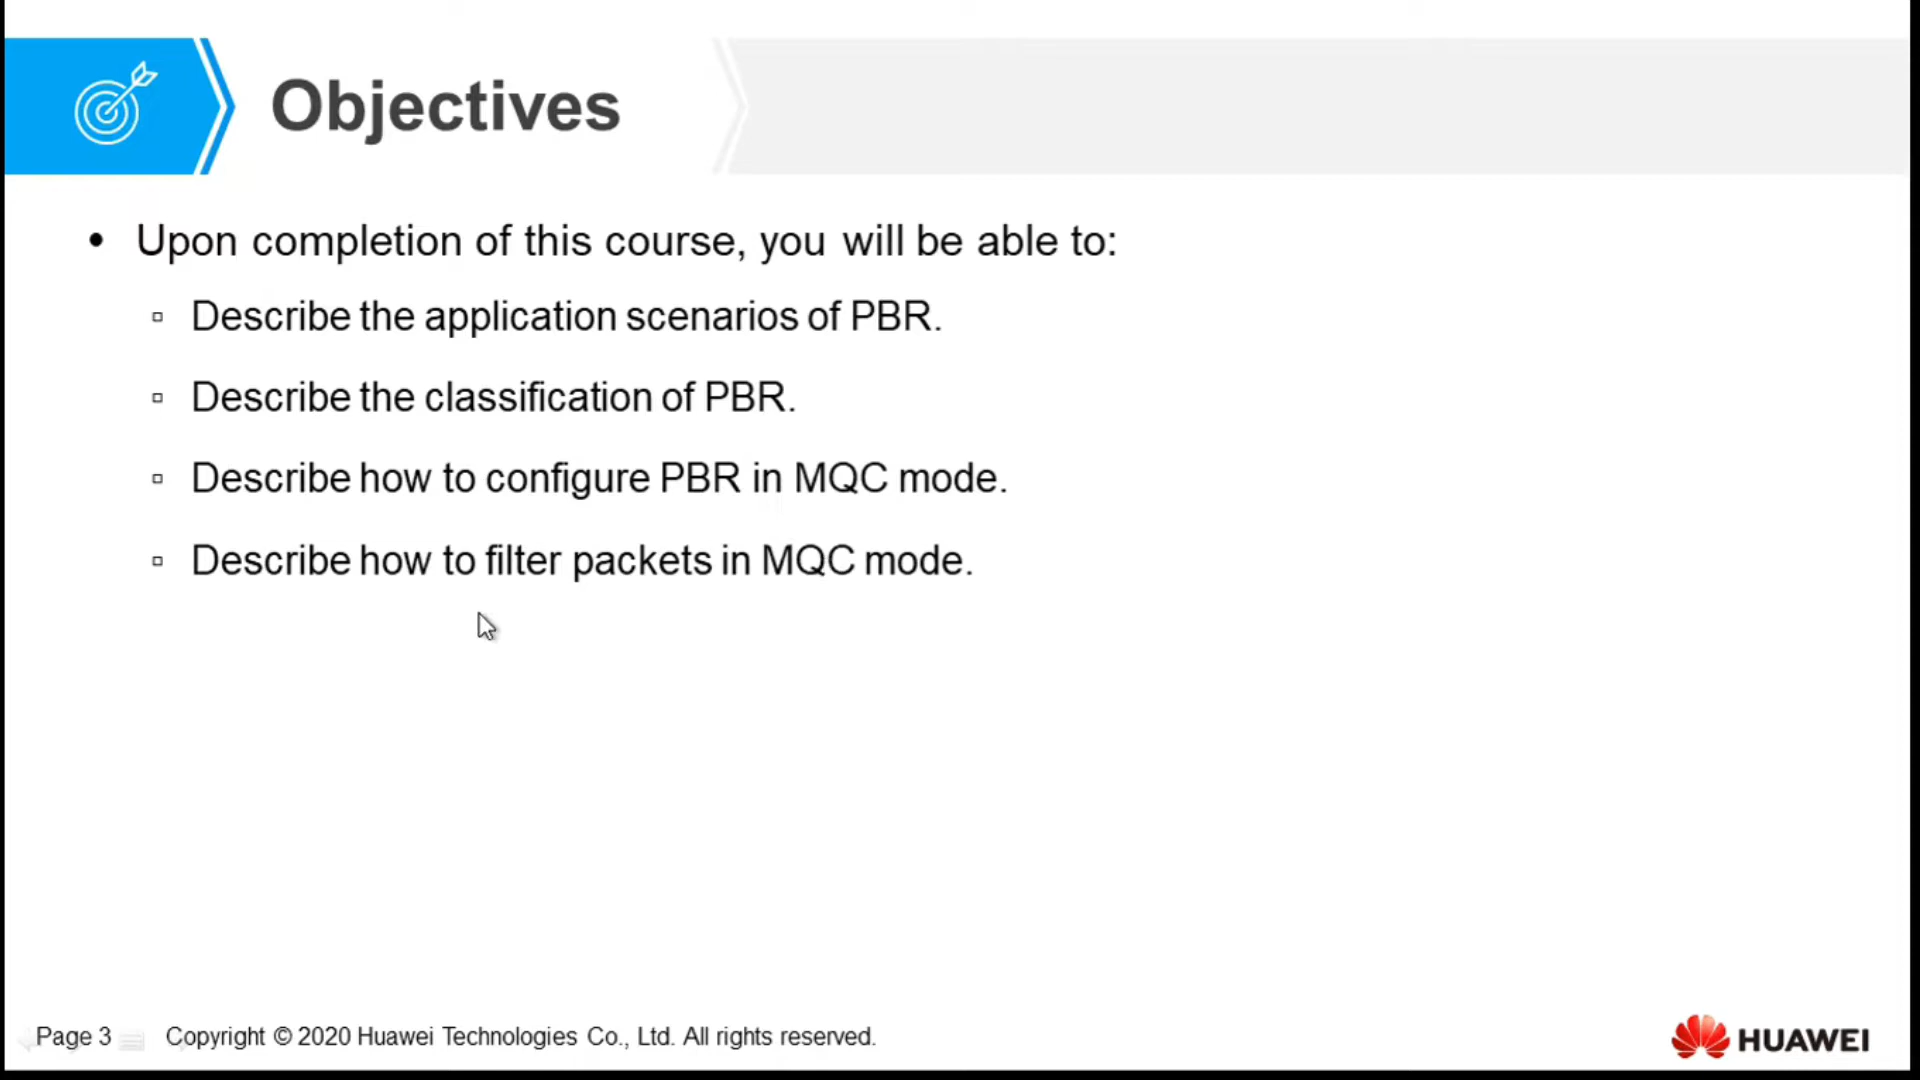 Objectives
• Upon completion of this course, you will be able to:
▫ Describe the application scenarios of PBR.
▫ Describe the classification of PBR.
▫ Describe how to configure PBR in MQC mode.
▫ Describe how to filter packets in MQC mode.
Page 3 Copyright © 2020 Huawei Technologies Co., Ltd. All rights reserved.
HUAWEI